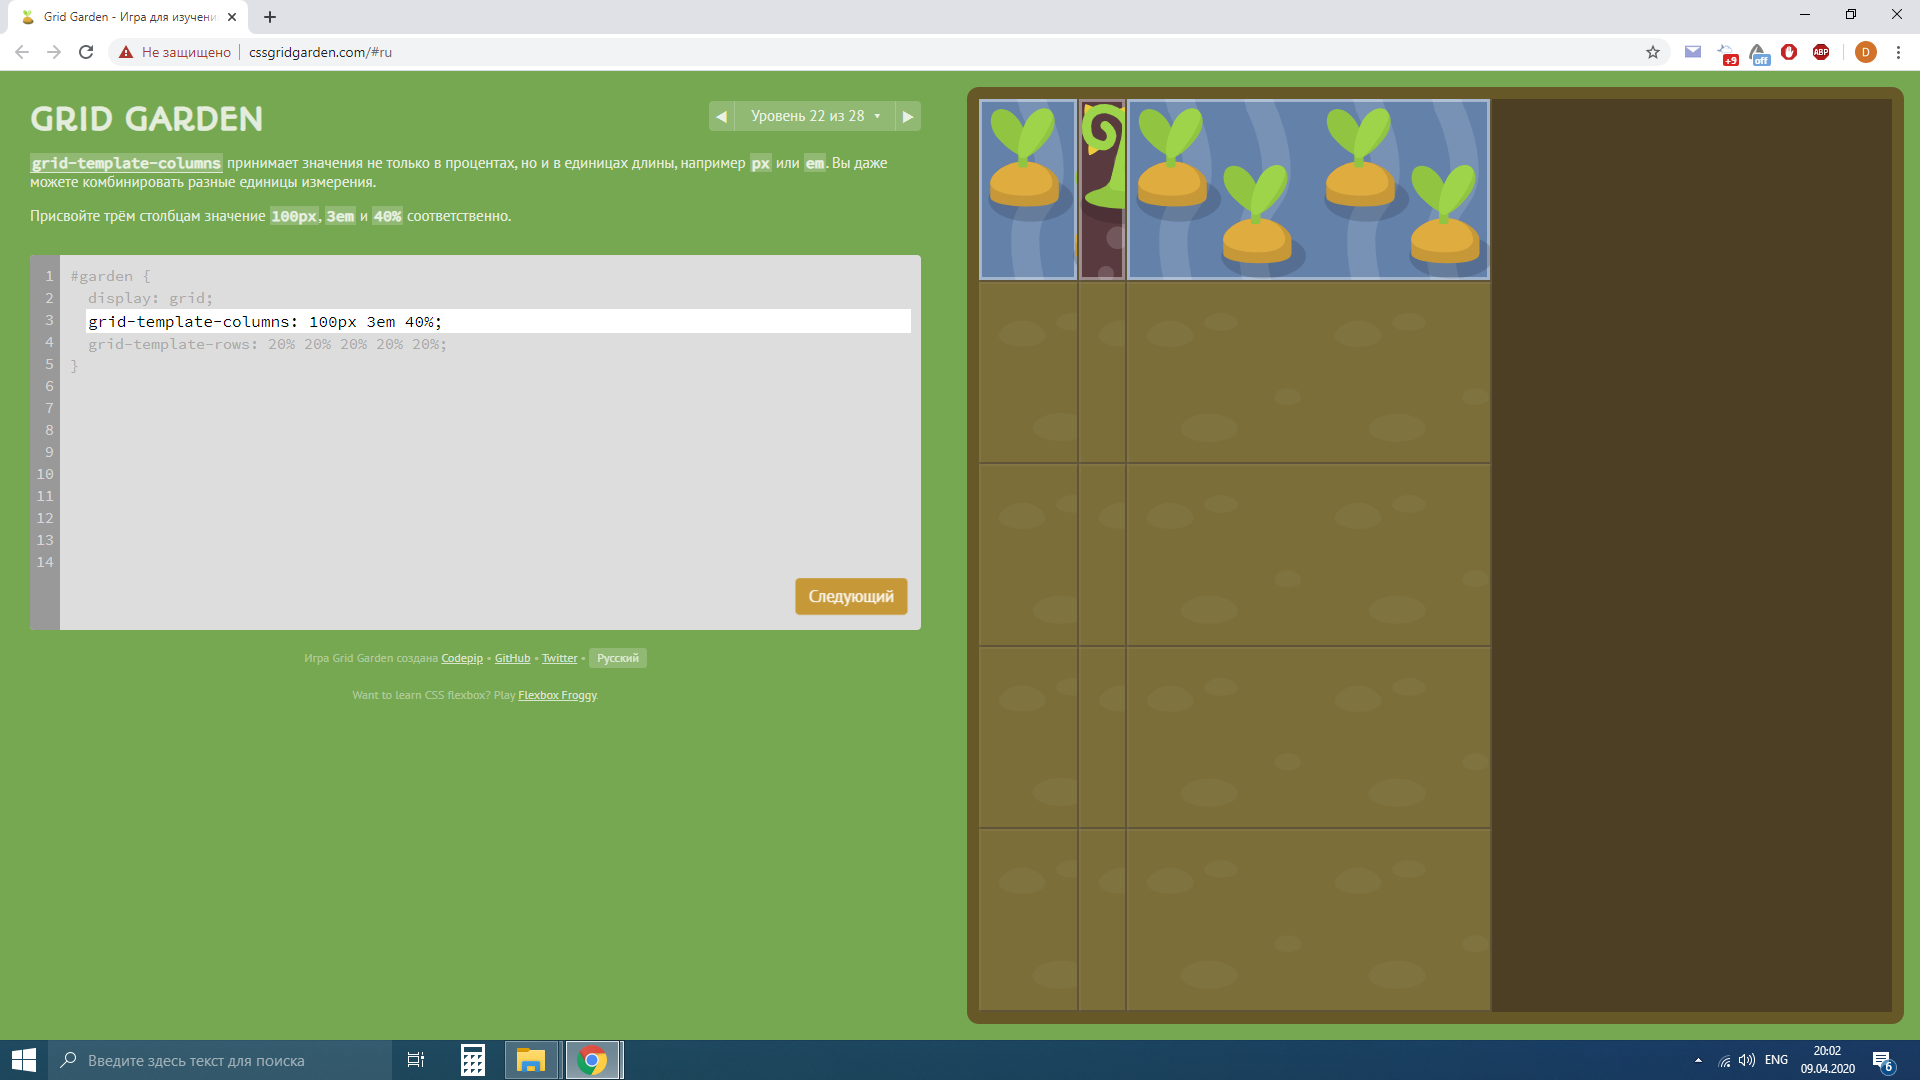 Grid Garden - Игра для изучени
Не защищено
cssgridgarden.com/#ru
+9
off
ABP
D
GRID GARDEN
◀ Уровень 22 из 28 ▾ ▶
grid-template-columns принимает значения не только в процентах, но и в единицах длины, например px или em. Вы даже
можете комбинировать разные единицы измерения.
Присвойте трём столбцам значение 100px, 3em и 40% соответственно.
1 #garden {
2 display: grid;
3 grid-template-columns: 100px 3em 40%;
4 grid-template-rows: 20% 20% 20% 20% 20%;
5 }
6
7
8
9
10
11
12
13
14
Следующий
Игра Grid Garden создана Codepip • GitHub • Twitter • Русский
Want to learn CSS flexbox? Play Flexbox Froggy.
Введите здесь текст для поиска
ENG
20:02
09.04.2020
6